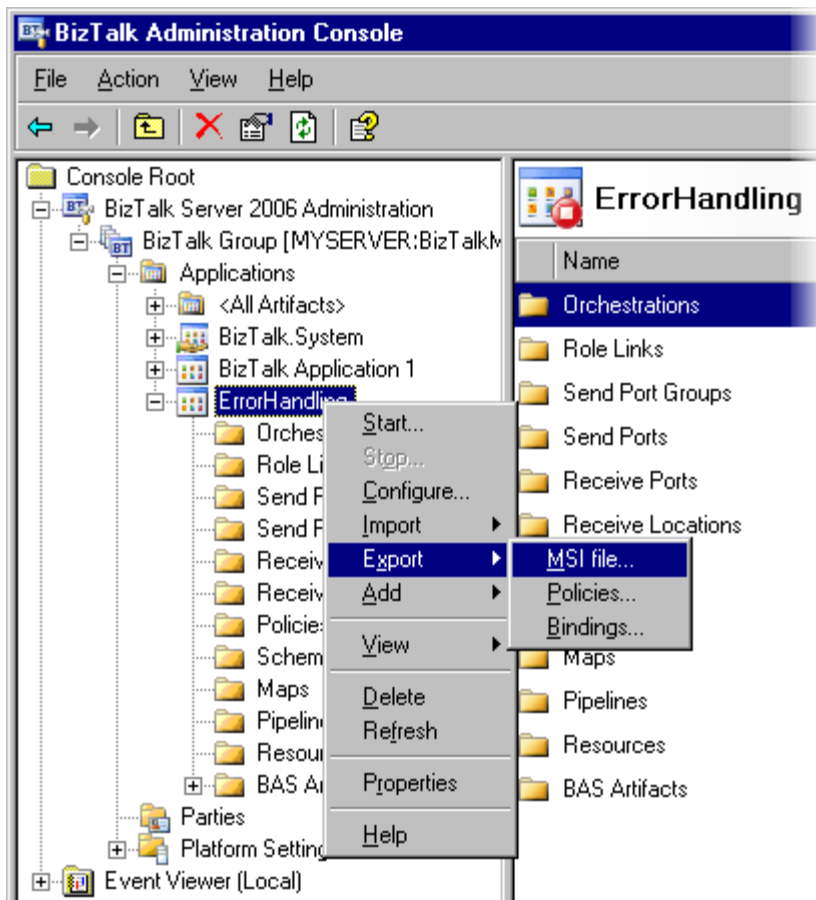 BizTalk Administration Console
File Action View Help
Console Root
BizTalk Server 2006 Administration
BizTalk Group [MYSERVER:BizTalkM
Applications
<All Artifacts>
BizTalk.System
BizTalk Application 1
ErrorHandling
Orches
Role Li
Send P
Send P
Receiv
Receiv
Policie
Schem
Maps
Pipelin
Resou
BAS Ar
Parties
Platform Setting
Event Viewer (Local)
Start...
Stop...
Configure...
Import
Export
Add
View
Delete
Refresh
Properties
Help
MSI file...
Policies...
Bindings...
ErrorHandling
Name
Orchestrations
Role Links
Send Port Groups
Send Ports
Receive Ports
Receive Locations
Maps
Pipelines
Resources
BAS Artifacts